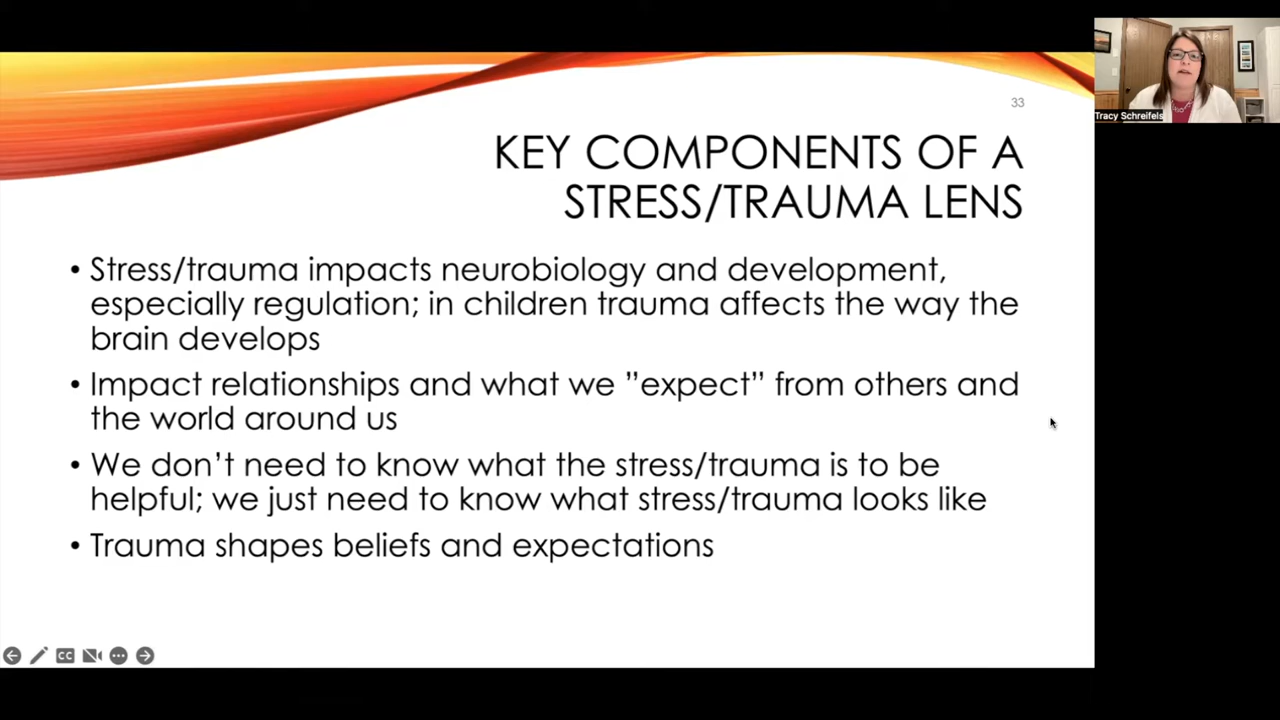 Tracy Schreifels
33
KEY COMPONENTS OF A
STRESS/TRAUMA LENS
• Stress/trauma impacts neurobiology and development,
especially regulation; in children trauma affects the way the
brain develops
• Impact relationships and what we ”expect” from others and
the world around us
• We don’t need to know what the stress/trauma is to be
helpful; we just need to know what stress/trauma looks like
• Trauma shapes beliefs and expectations
CC